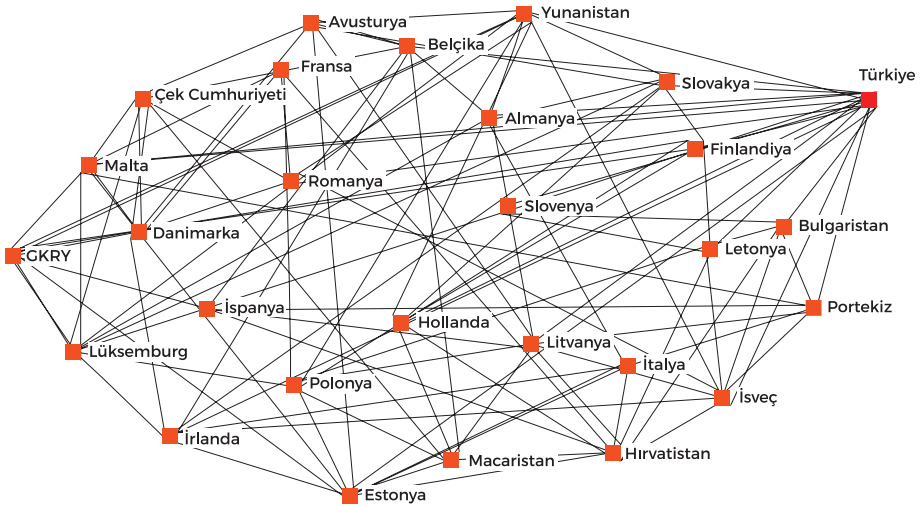 Yunanistan
Avusturya
Belçika
Fransa
Türkiye
Slovakya
Çek Cumhuriyeti
Almanya
Finlandiya
Malta
Romanya
Slovenya
Bulgaristan
Danimarka
Letonya
GKRY
İspanya
Portekiz
Hollanda
Litvanya
Lüksemburg
İtalya
Polonya
İsveç
İrlanda
Hırvatistan
Macaristan
Estonya